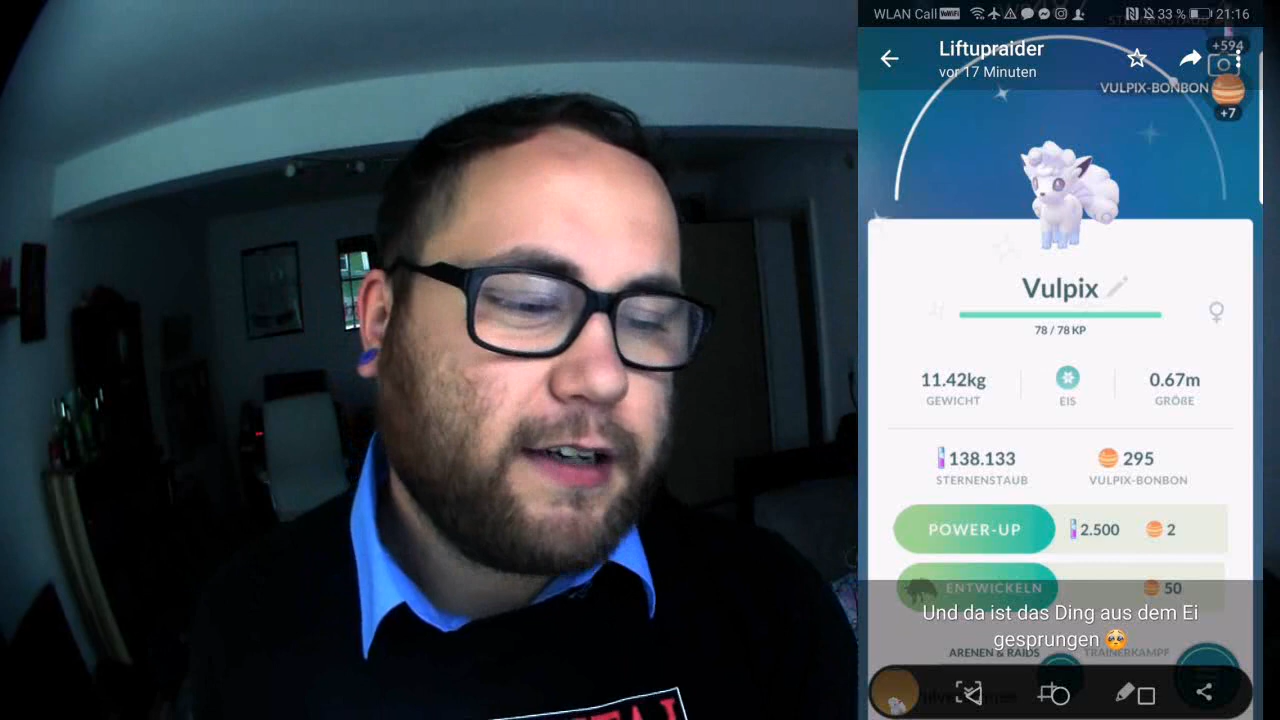 WLAN Call VoWiFi 33 % 21:16
STERNENSTAUB
Liftupraider
+594
vor 17 Minuten
VULPIX-BONBON
+7
Vulpix
78 / 78 KP
11.42kg
GEWICHT
EIS
0.67m
GRÖßE
138.133
STERNENSTAUB
295
VULPIX-BONBON
POWER-UP 2.500 2
ENTWICKELN 50
Und da ist das Ding aus dem Ei
gesprungen 🥺
ARENEN & RAIDS TRAINERKAMPF